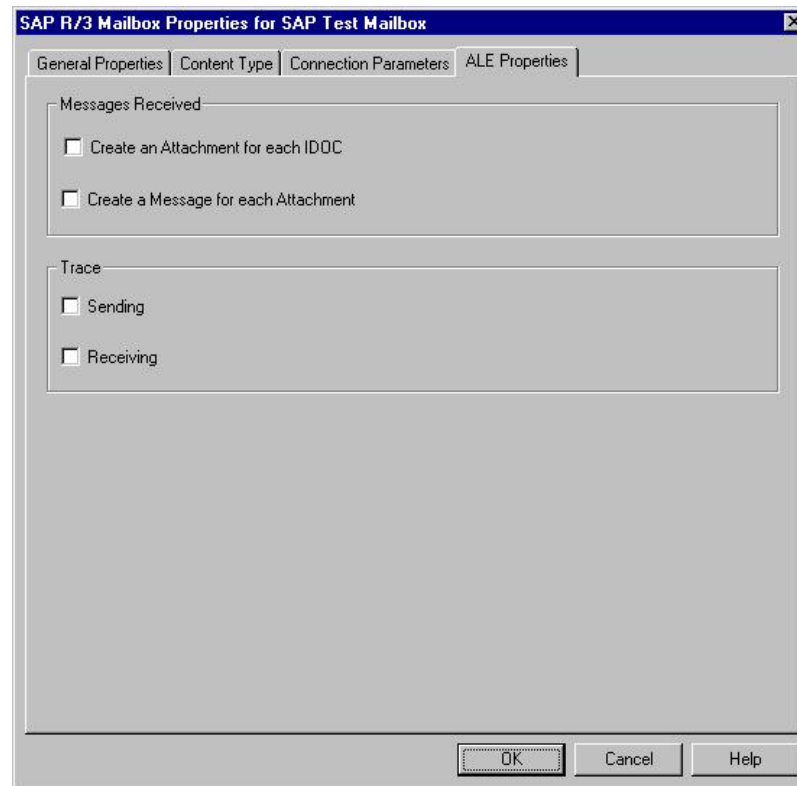 SAP R/3 Mailbox Properties for SAP Test Mailbox
General Properties Content Type Connection Parameters ALE Properties
Messages Received
Create an Attachment for each IDOC
Create a Message for each Attachment
Trace
Sending
Receiving
OK Cancel Help